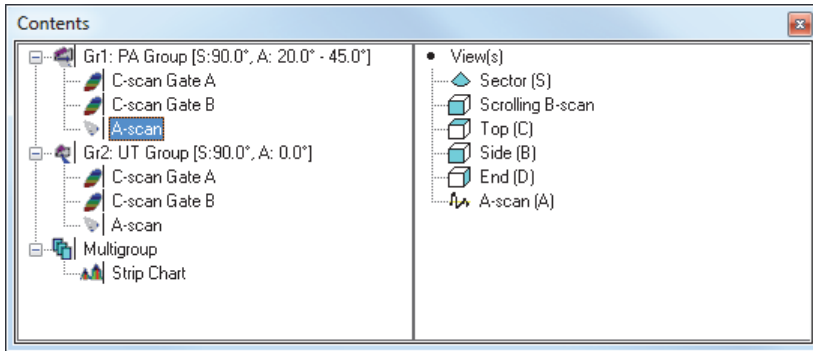 Contents
Gr1: PA Group [S:90.0°, A: 20.0° - 45.0°]
C-scan Gate A
C-scan Gate B
A-scan
Gr2: UT Group [S:90.0°, A: 0.0°]
C-scan Gate A
C-scan Gate B
A-scan
Multigroup
Strip Chart
View(s)
Sector (S)
Scrolling B-scan
Top (C)
Side (B)
End (D)
A-scan (A)